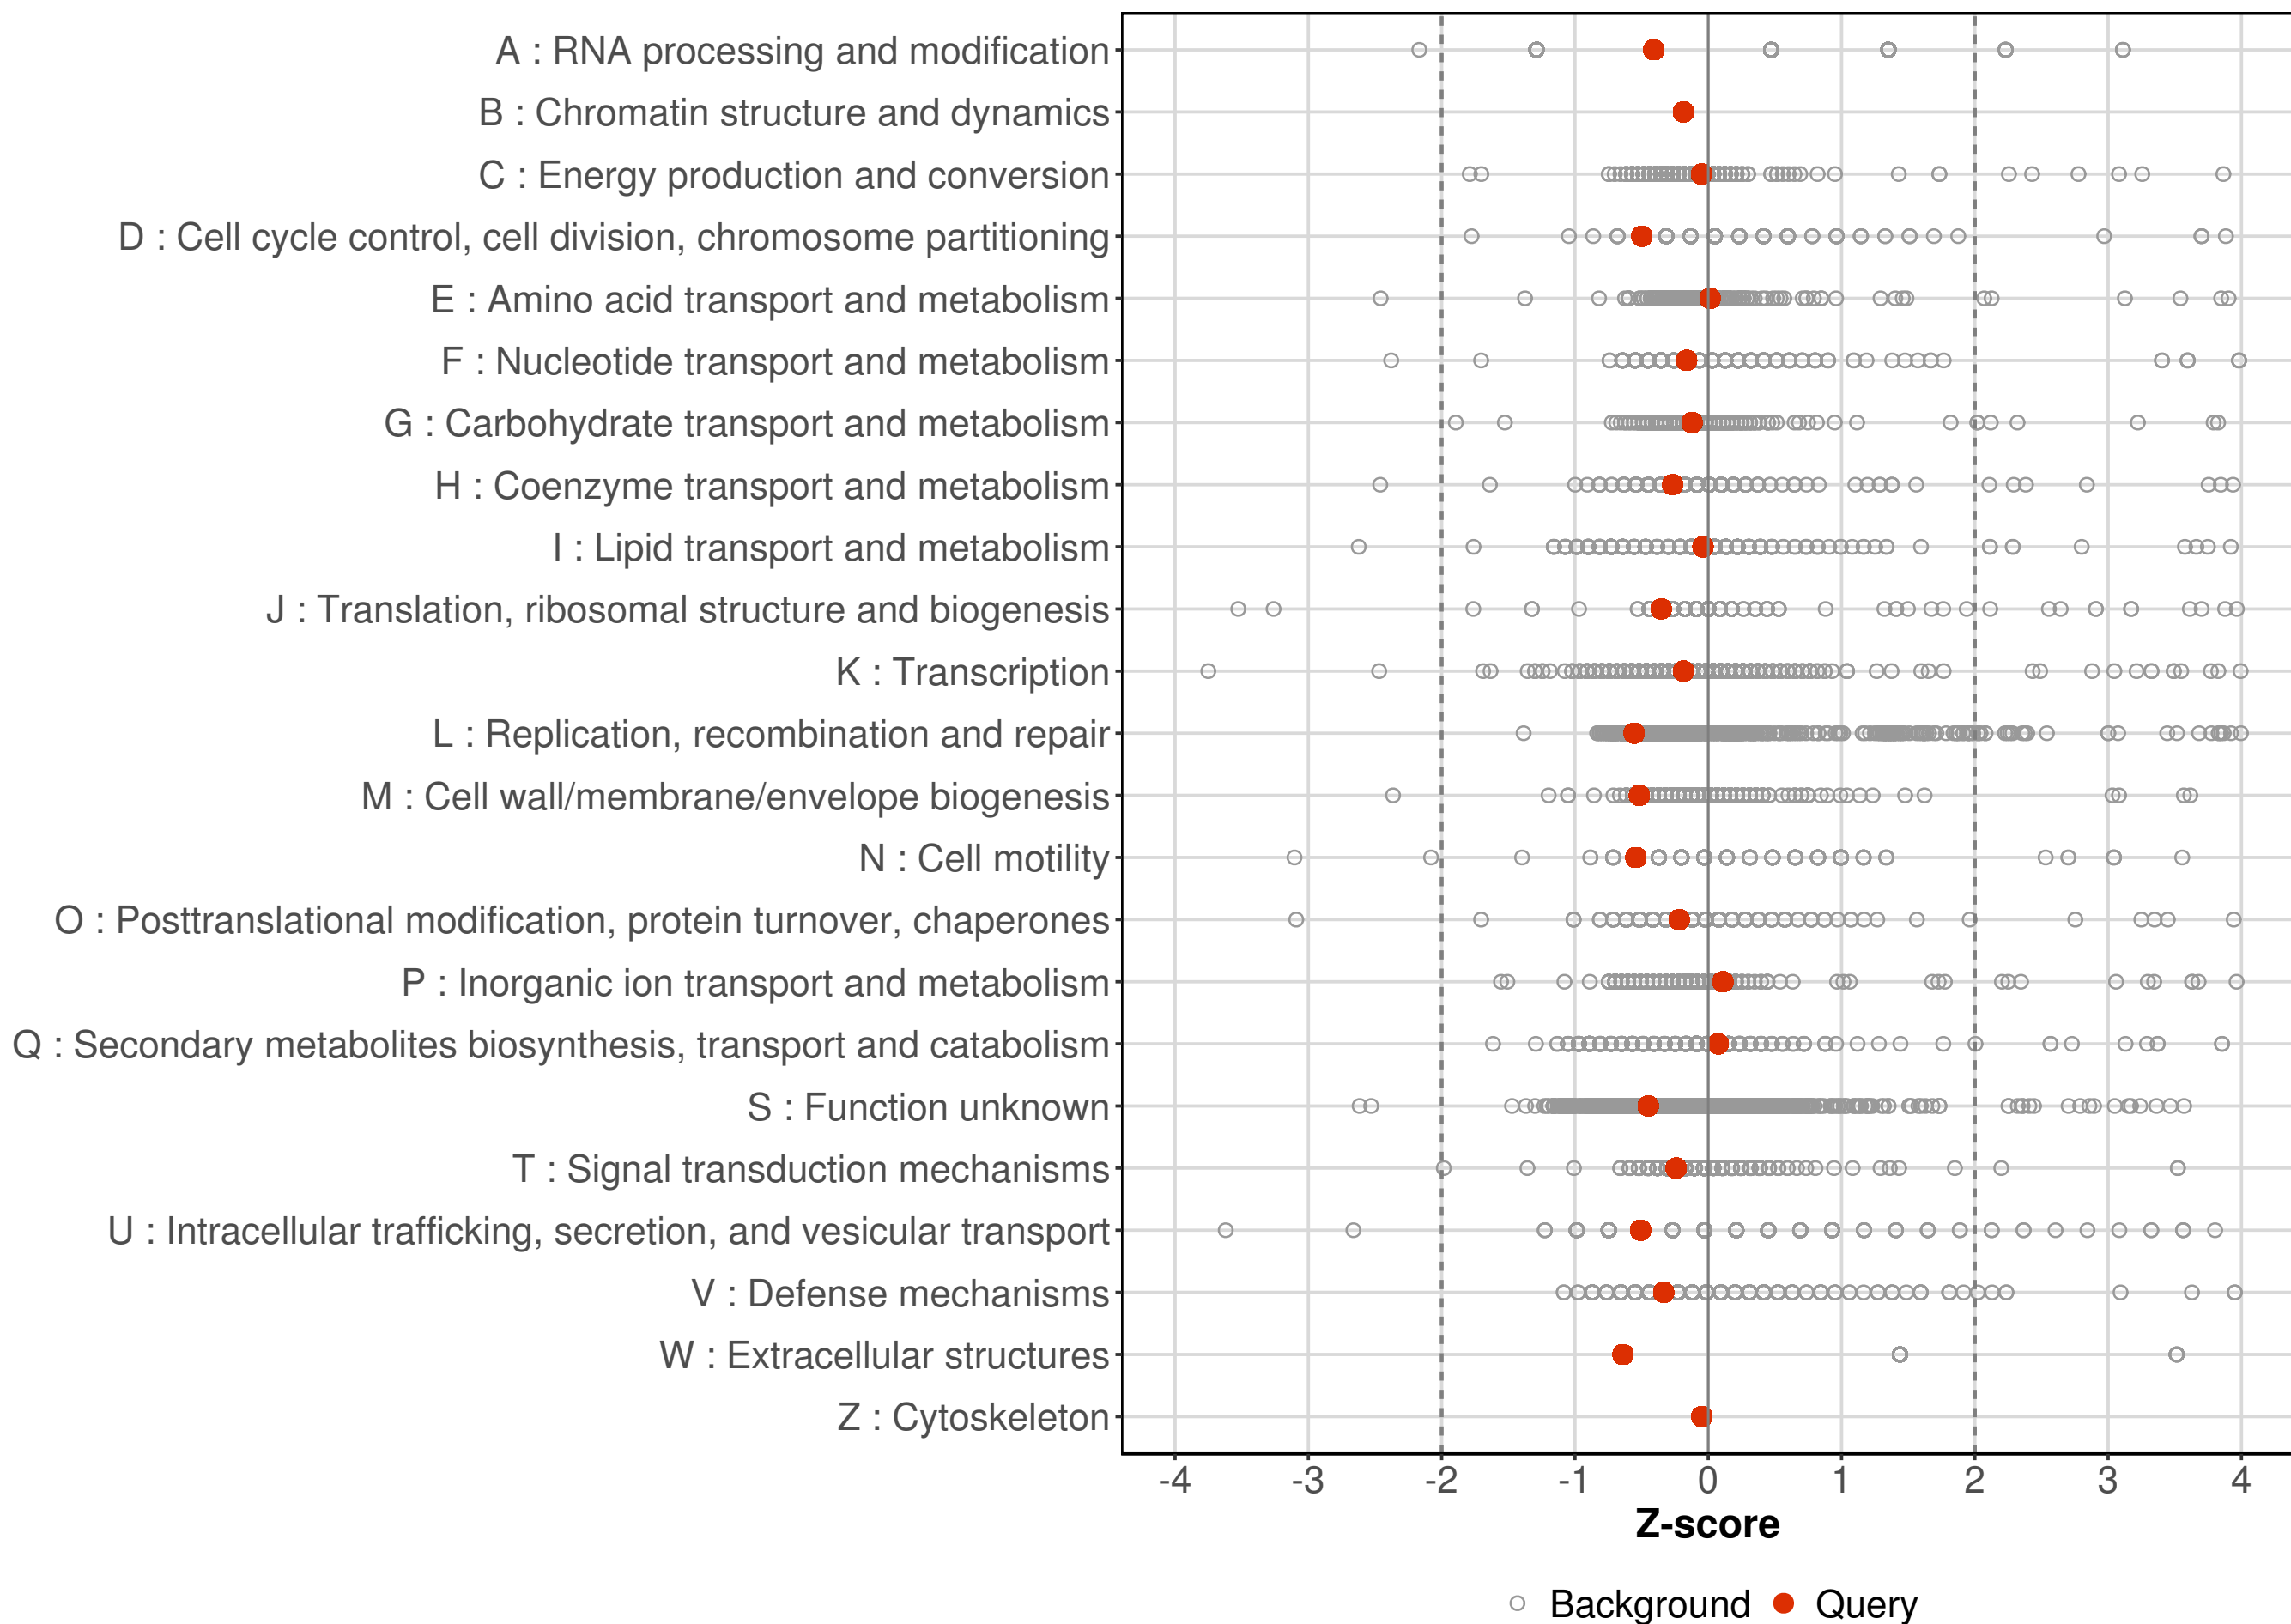 A : RNA processing and modification
B : Chromatin structure and dynamics
C : Energy production and conversion
D : Cell cycle control, cell division, chromosome partitioning
E : Amino acid transport and metabolism
F : Nucleotide transport and metabolism
G : Carbohydrate transport and metabolism
H : Coenzyme transport and metabolism
I : Lipid transport and metabolism
J : Translation, ribosomal structure and biogenesis
K : Transcription
L : Replication, recombination and repair
M : Cell wall/membrane/envelope biogenesis
N : Cell motility
O : Posttranslational modification, protein turnover, chaperones
P : Inorganic ion transport and metabolism
Q : Secondary metabolites biosynthesis, transport and catabolism
S : Function unknown
T : Signal transduction mechanisms
U : Intracellular trafficking, secretion, and vesicular transport
V : Defense mechanisms
W : Extracellular structures
Z : Cytoskeleton
-4 -3 -2 -1 0 1 2 3 4
Z-score
Background Query